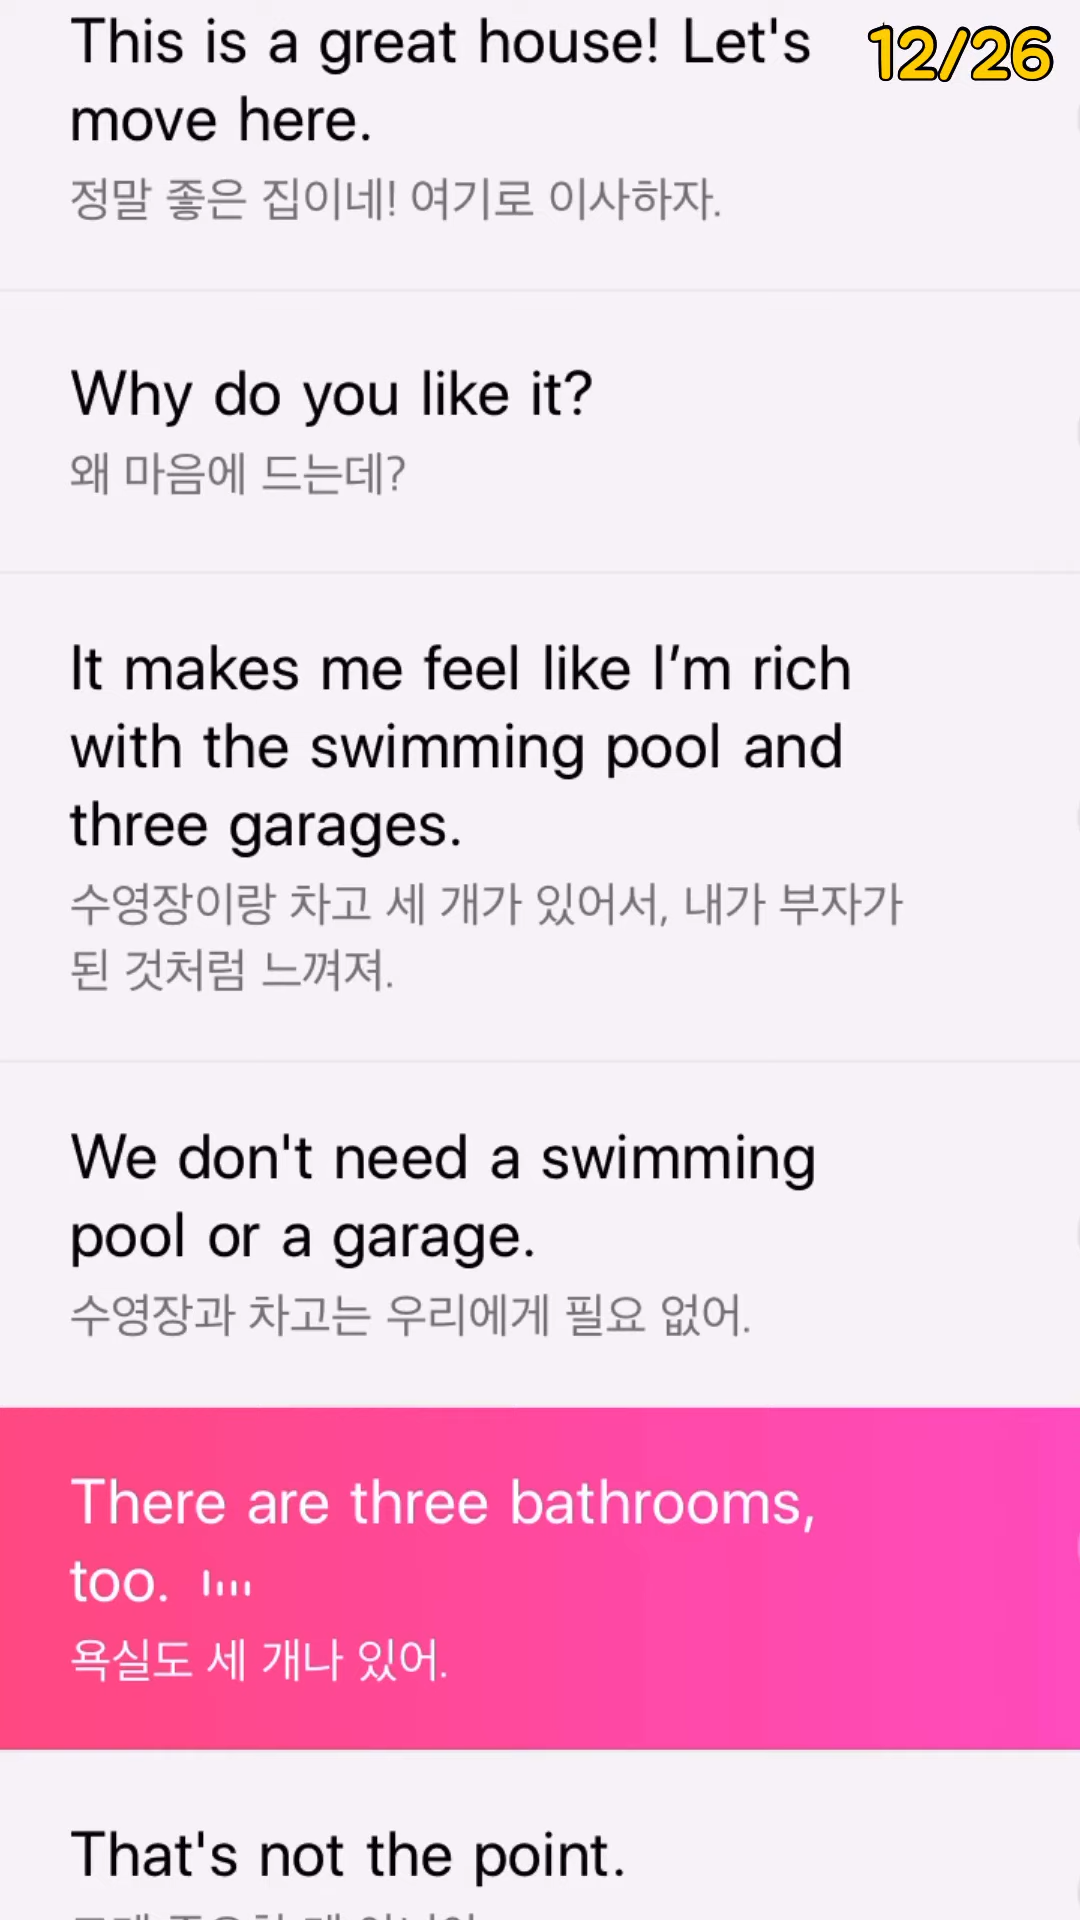 This is a great house! Let's
12/26
move here.
정말 좋은 집이네! 여기로 이사하자.
Why do you like it?
왜 마음에 드는데?
It makes me feel like I’m rich
with the swimming pool and
three garages.
수영장이랑 차고 세 개가 있어서, 내가 부자가
된 것처럼 느껴져.
We don't need a swimming
pool or a garage.
수영장과 차고는 우리에게 필요 없어.
There are three bathrooms,
too.
욕실도 세 개나 있어.
That's not the point.